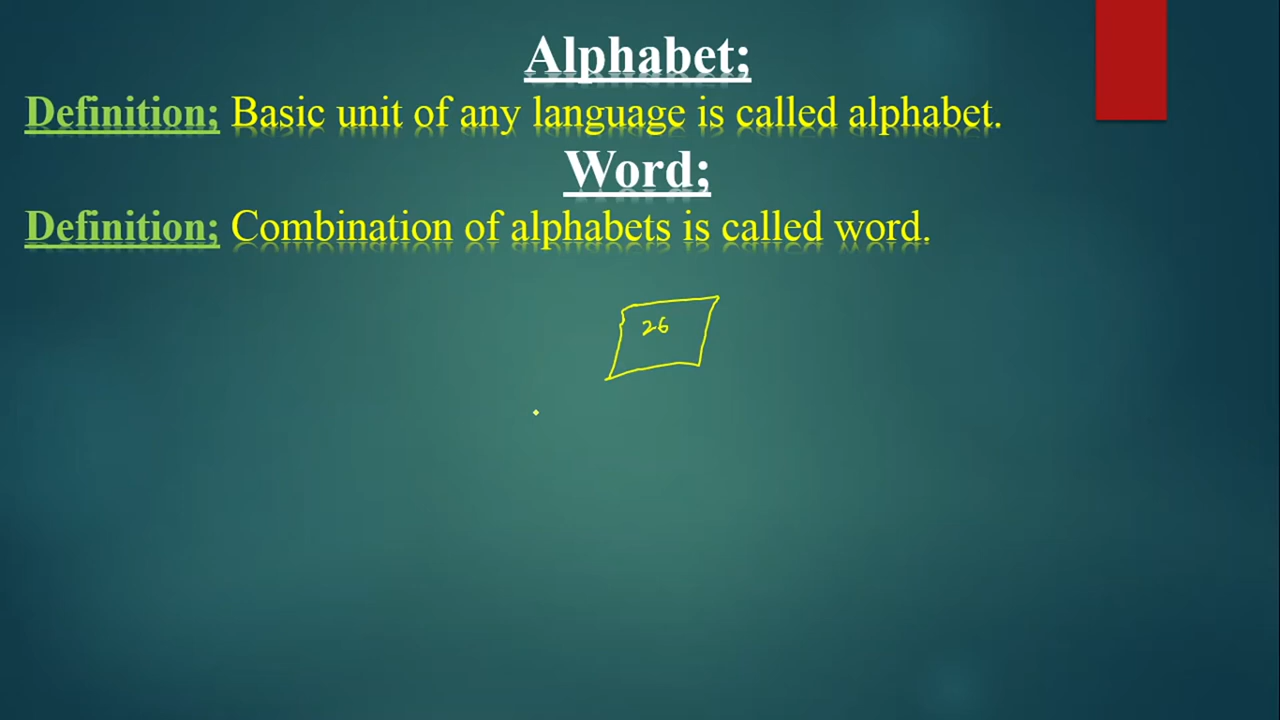 Alphabet;
Definition; Basic unit of any language is called alphabet.
Word;
Definition; Combination of alphabets is called word.
26